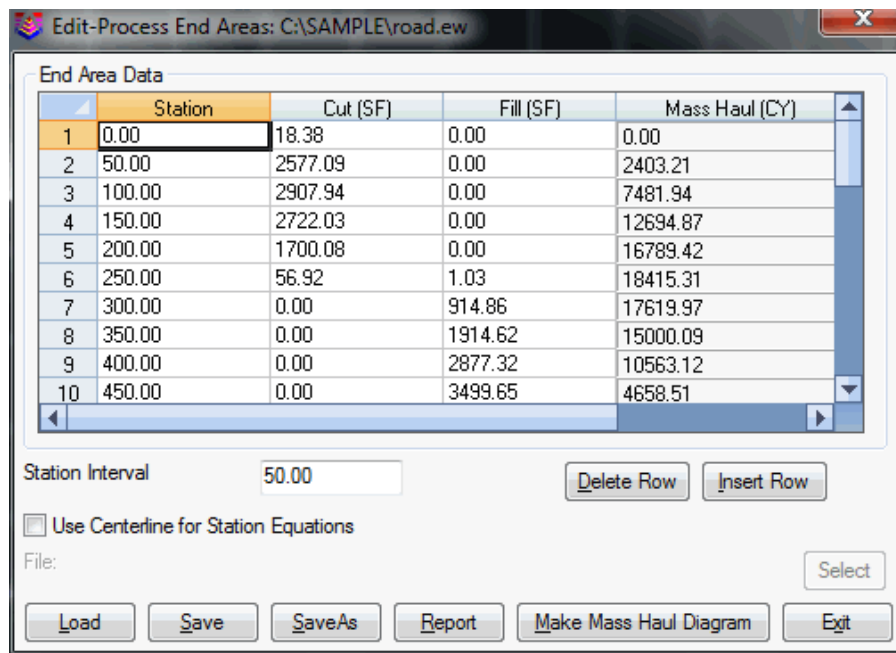 Edit-Process End Areas: C:\SAMPLE\road.ew
End Area Data
Station Cut (SF) Fill (SF) Mass Haul (CY)
1 0.00 18.38 0.00 0.00
2 50.00 2577.09 0.00 2403.21
3 100.00 2907.94 0.00 7481.94
4 150.00 2722.03 0.00 12694.87
5 200.00 1700.08 0.00 16789.42
6 250.00 56.92 1.03 18415.31
7 300.00 0.00 914.86 17619.97
8 350.00 0.00 1914.62 15000.09
9 400.00 0.00 2877.32 10563.12
10 450.00 0.00 3499.65 4658.51
Station Interval 50.00 Delete Row Insert Row
Use Centerline for Station Equations
File: Select
Load Save SaveAs Report Make Mass Haul Diagram Exit